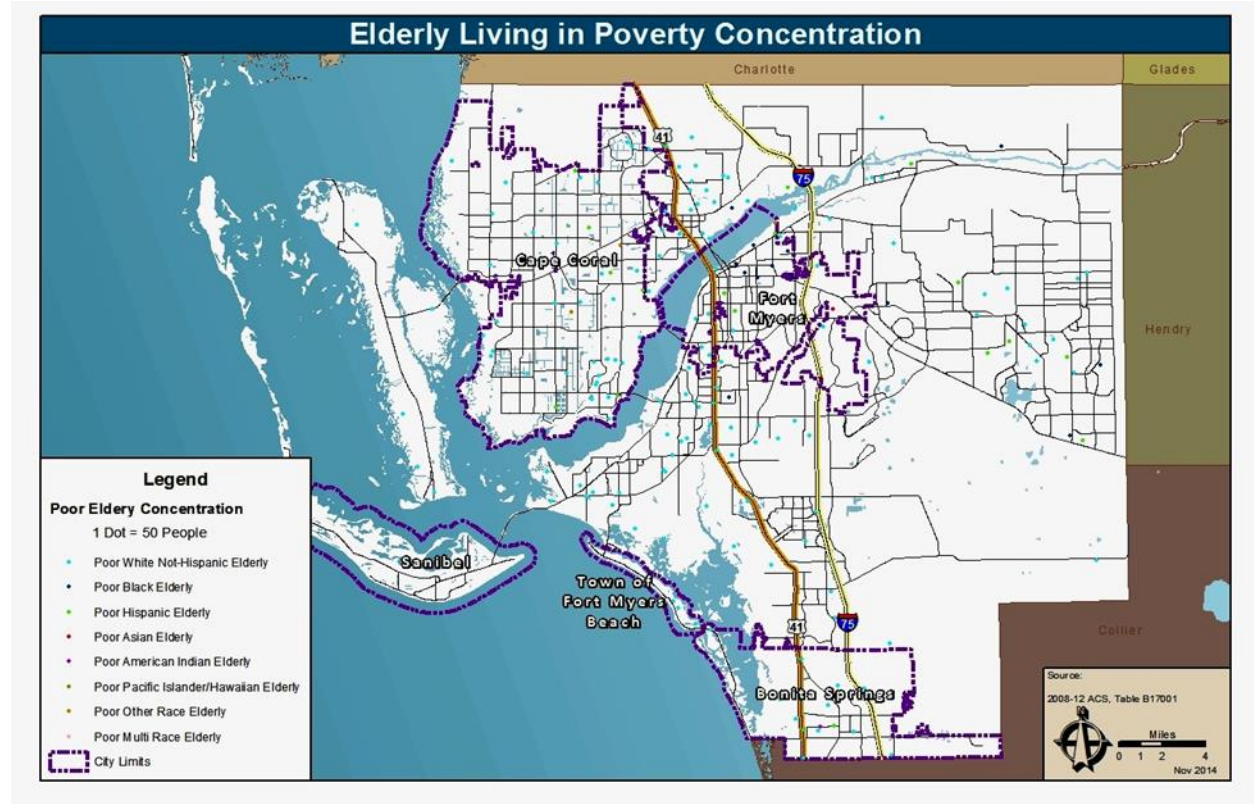 Elderly Living in Poverty Concentration
Charlotte
Glades
41
75
Cape Coral
Fort
Myers
Hendry
Legend
Poor Eldery Concentration
1 Dot = 50 People
Poor White Not-Hispanic Elderly
Poor Black Elderly
Poor Hispanic Elderly
Poor Asian Elderly
Poor American Indian Elderly
Poor Pacific Islander/Hawaiian Elderly
Poor Other Race Elderly
Poor Multi Race Elderly
City Limits
Sanibel
Town of
Fort Myers
Beach
41
75
Collier
Bonita Springs
Source:
2008-12 ACS, Table B17001
N
Miles
0 1 2 4
Nov 2014